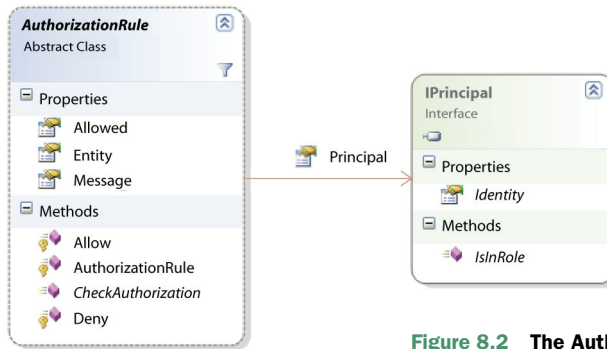 AuthorizationRule
Abstract Class
Properties
Allowed
Entity
Message
Methods
Allow
AuthorizationRule
CheckAuthorization
Deny
Principal
IPrincipal
Interface
Properties
Identity
Methods
IsInRole
Figure 8.2 The Auth